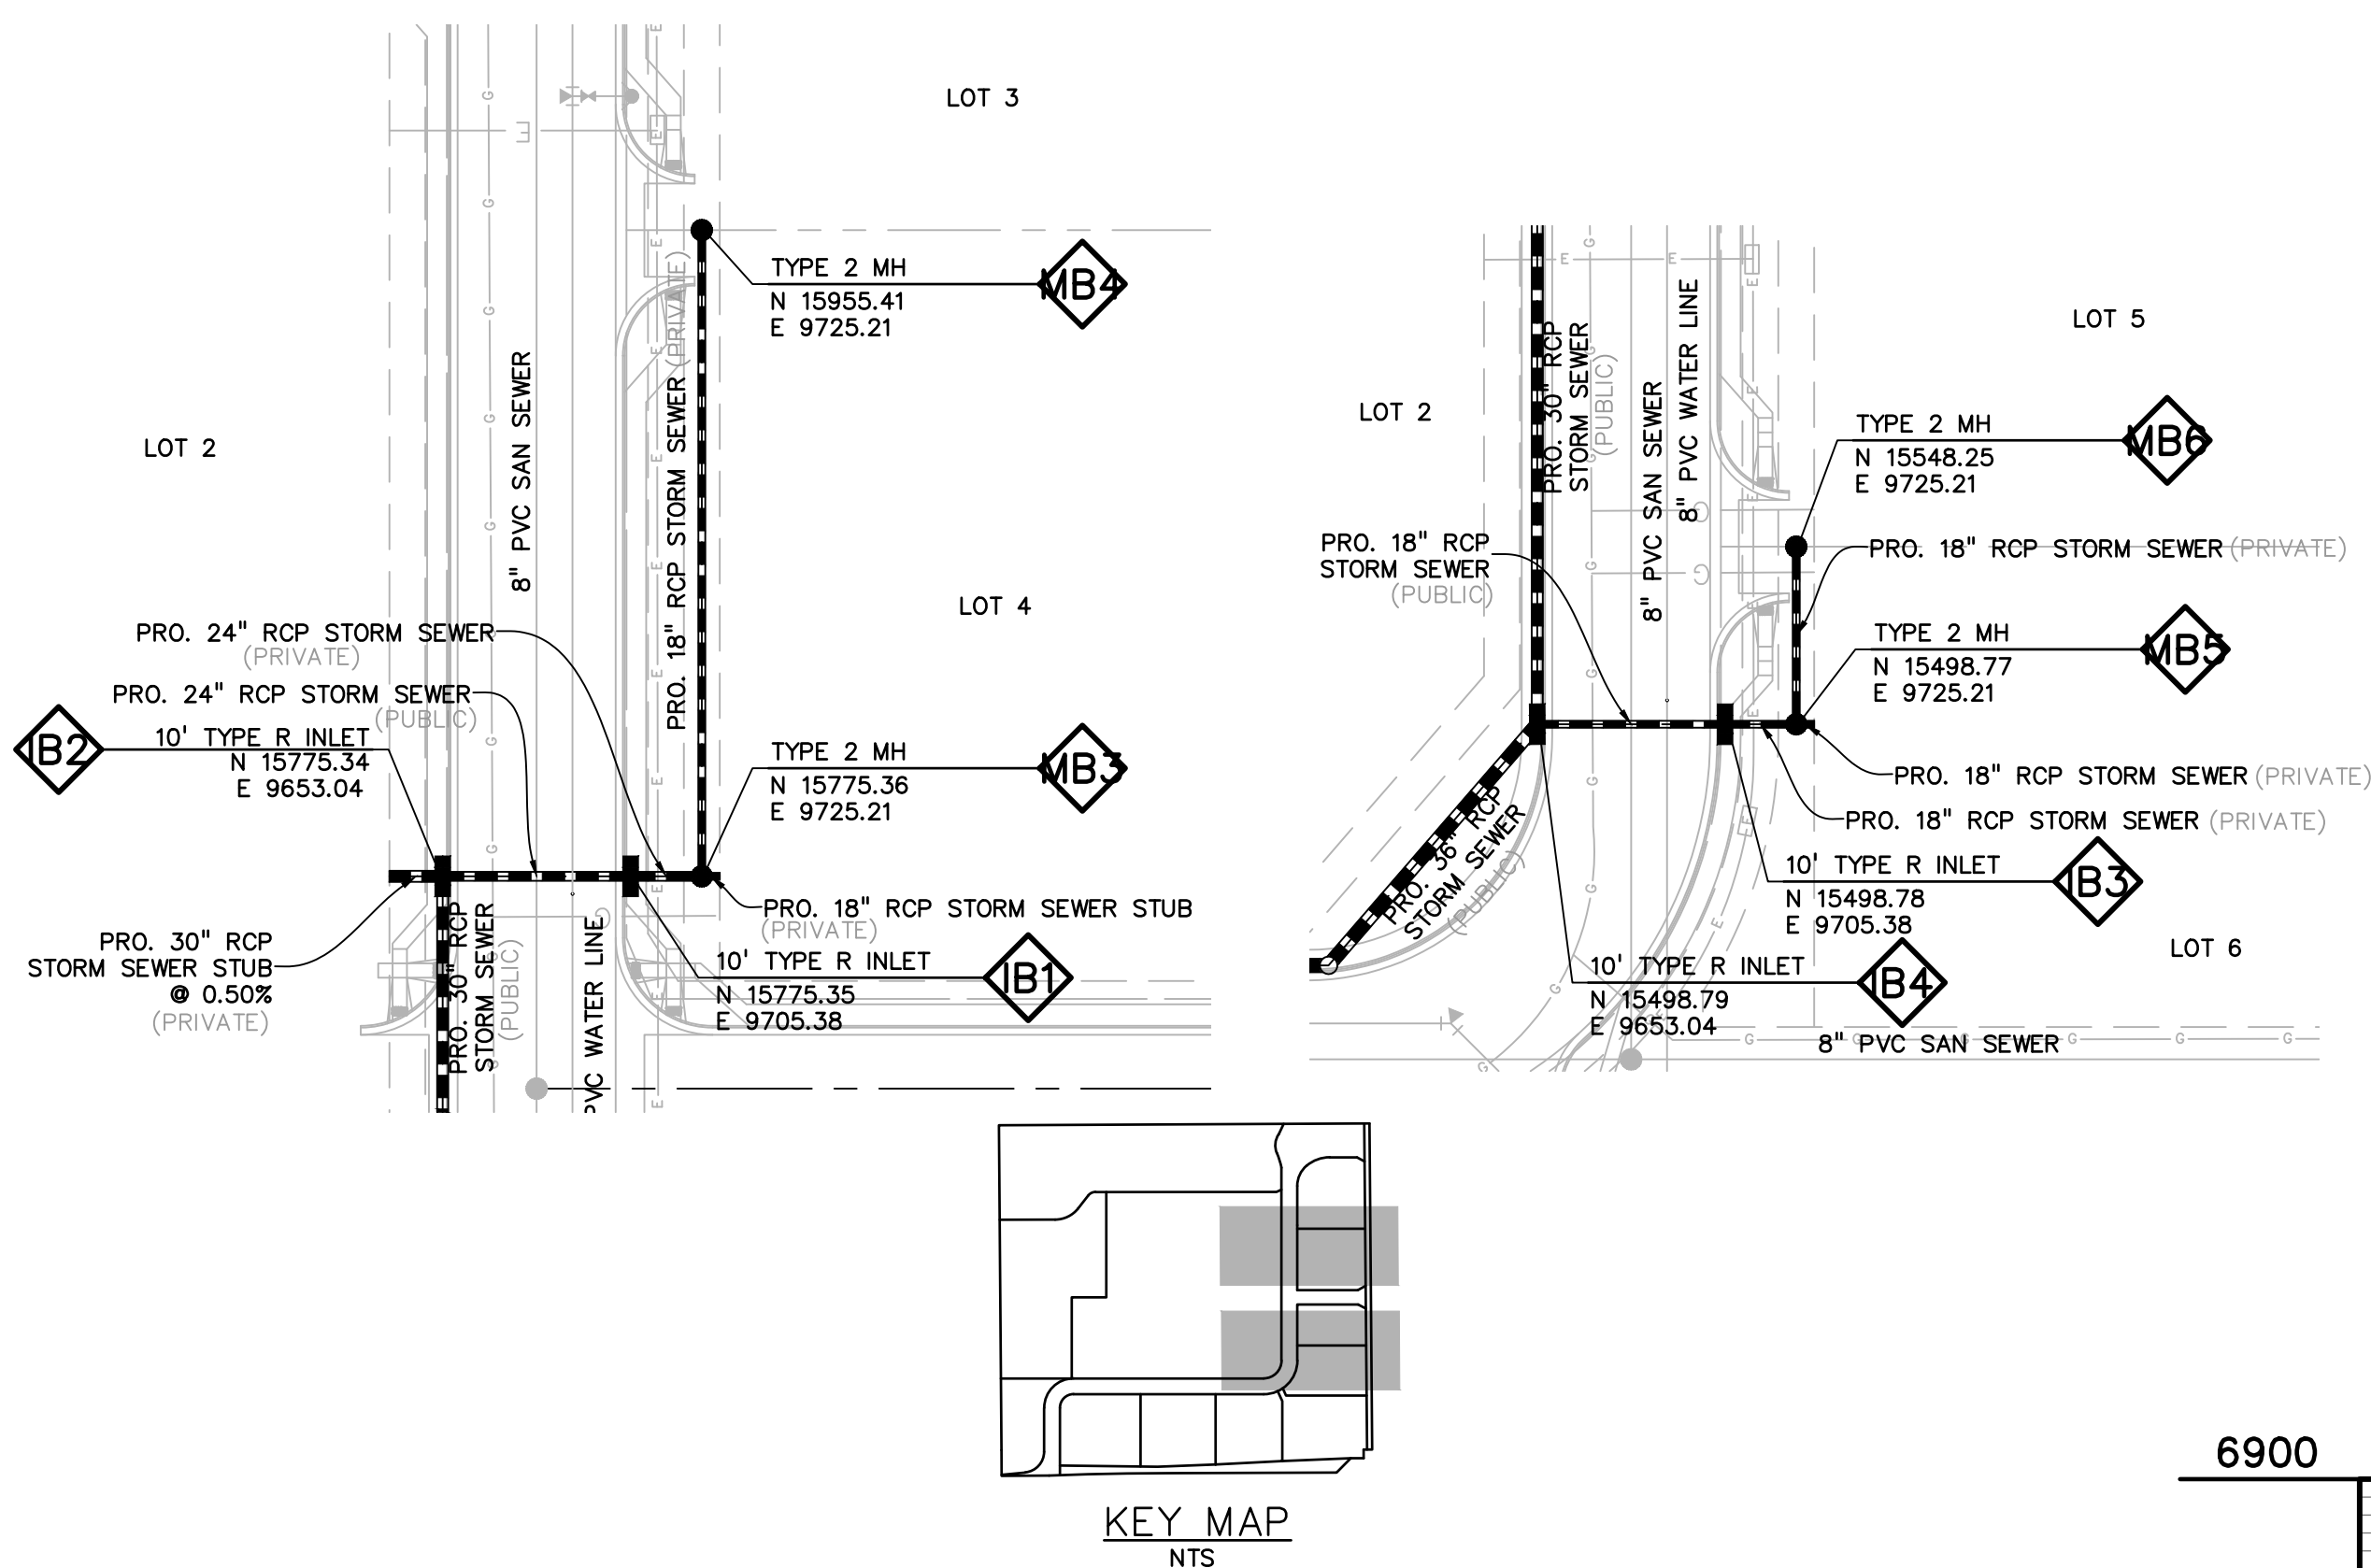 LOT 3
TYPE 2 MH
N 15955.41
E 9725.21
MB4
LOT 2
8" PVC SAN SEWER
PRO. 18" RCP STORM SEWER
(PRIVATE)
LOT 4
PRO. 24" RCP STORM SEWER
(PRIVATE)
PRO. 24" RCP STORM SEWER
(PUBLIC)
IB2
10' TYPE R INLET
N 15775.34
E 9653.04
TYPE 2 MH
N 15775.36
E 9725.21
MB3
PRO. 18" RCP STORM SEWER STUB
(PRIVATE)
PRO. 30" RCP
STORM SEWER STUB
@ 0.50%
(PRIVATE)
PRO. 30" RCP
STORM SEWER
(PUBLIC)
PVC WATER LINE
10' TYPE R INLET
N 15775.35
E 9705.38
IB1
LOT 5
LOT 2
PRO. 30" RCP
STORM SEWER
(PUBLIC)
8" PVC SAN SEWER
8" PVC WATER LINE
TYPE 2 MH
N 15548.25
E 9725.21
MB6
PRO. 18" RCP
STORM SEWER
(PUBLIC)
PRO. 18" RCP STORM SEWER (PRIVATE)
TYPE 2 MH
N 15498.77
E 9725.21
MB5
PRO. 18" RCP STORM SEWER (PRIVATE)
PRO. 18" RCP STORM SEWER (PRIVATE)
PRO. 36" RCP
STORM SEWER
(PUBLIC)
10' TYPE R INLET
N 15498.78
E 9705.38
IB3
LOT 6
10' TYPE R INLET
N 15498.79
E 9653.04
IB4
8" PVC SAN SEWER
KEY MAP
NTS
6900